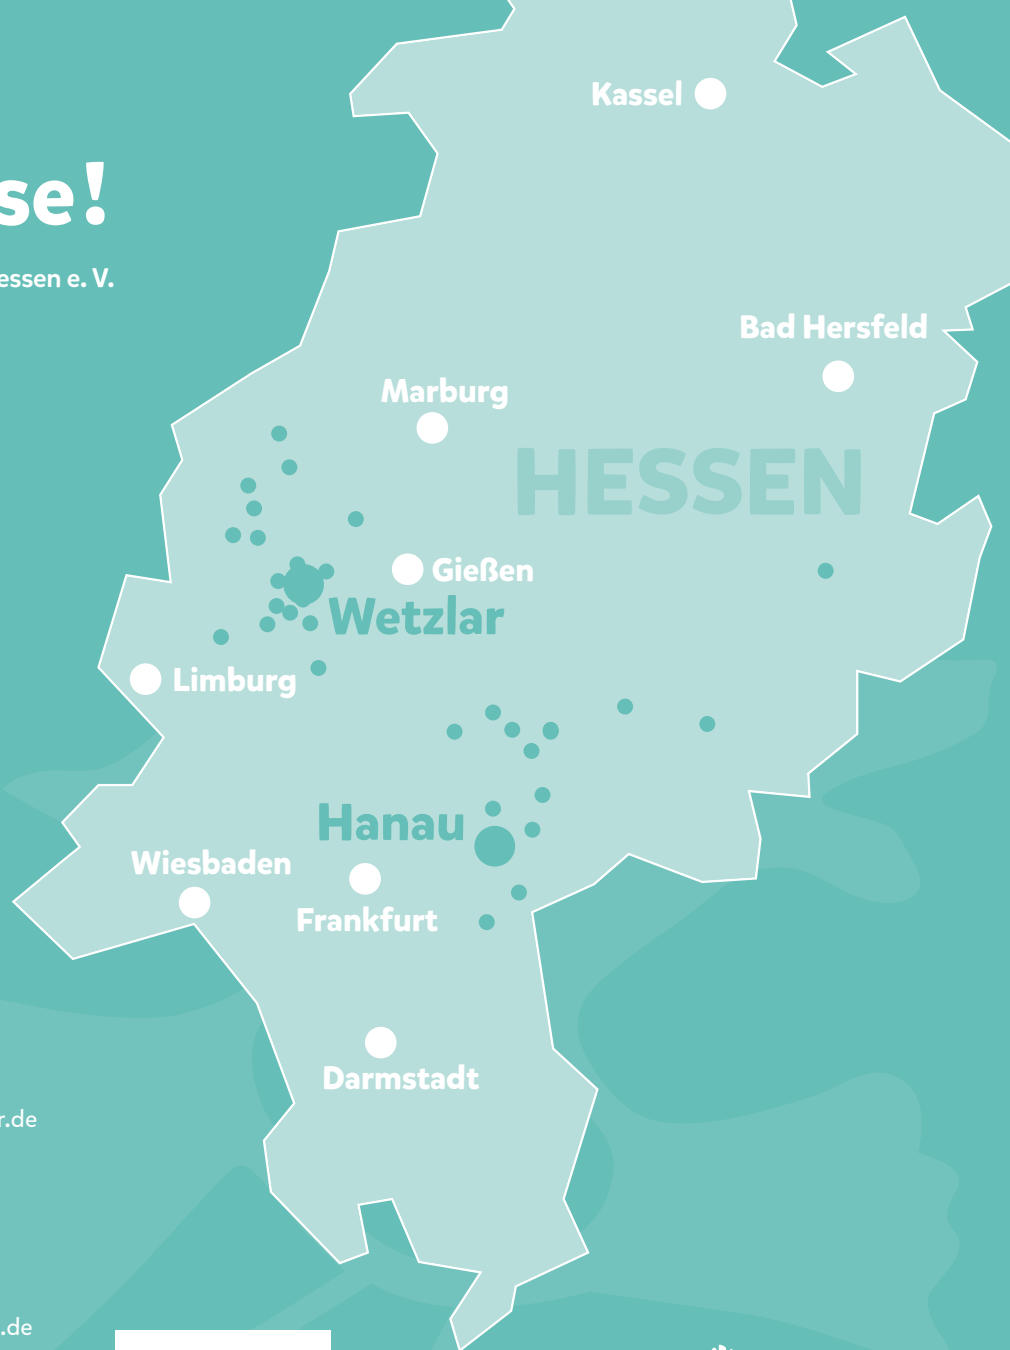 Kassel
se!
essen e. V.
Bad Hersfeld
Marburg
HESSEN
Gießen
Wetzlar
Limburg
Hanau
Wiesbaden
Frankfurt
Darmstadt
r.de
.de